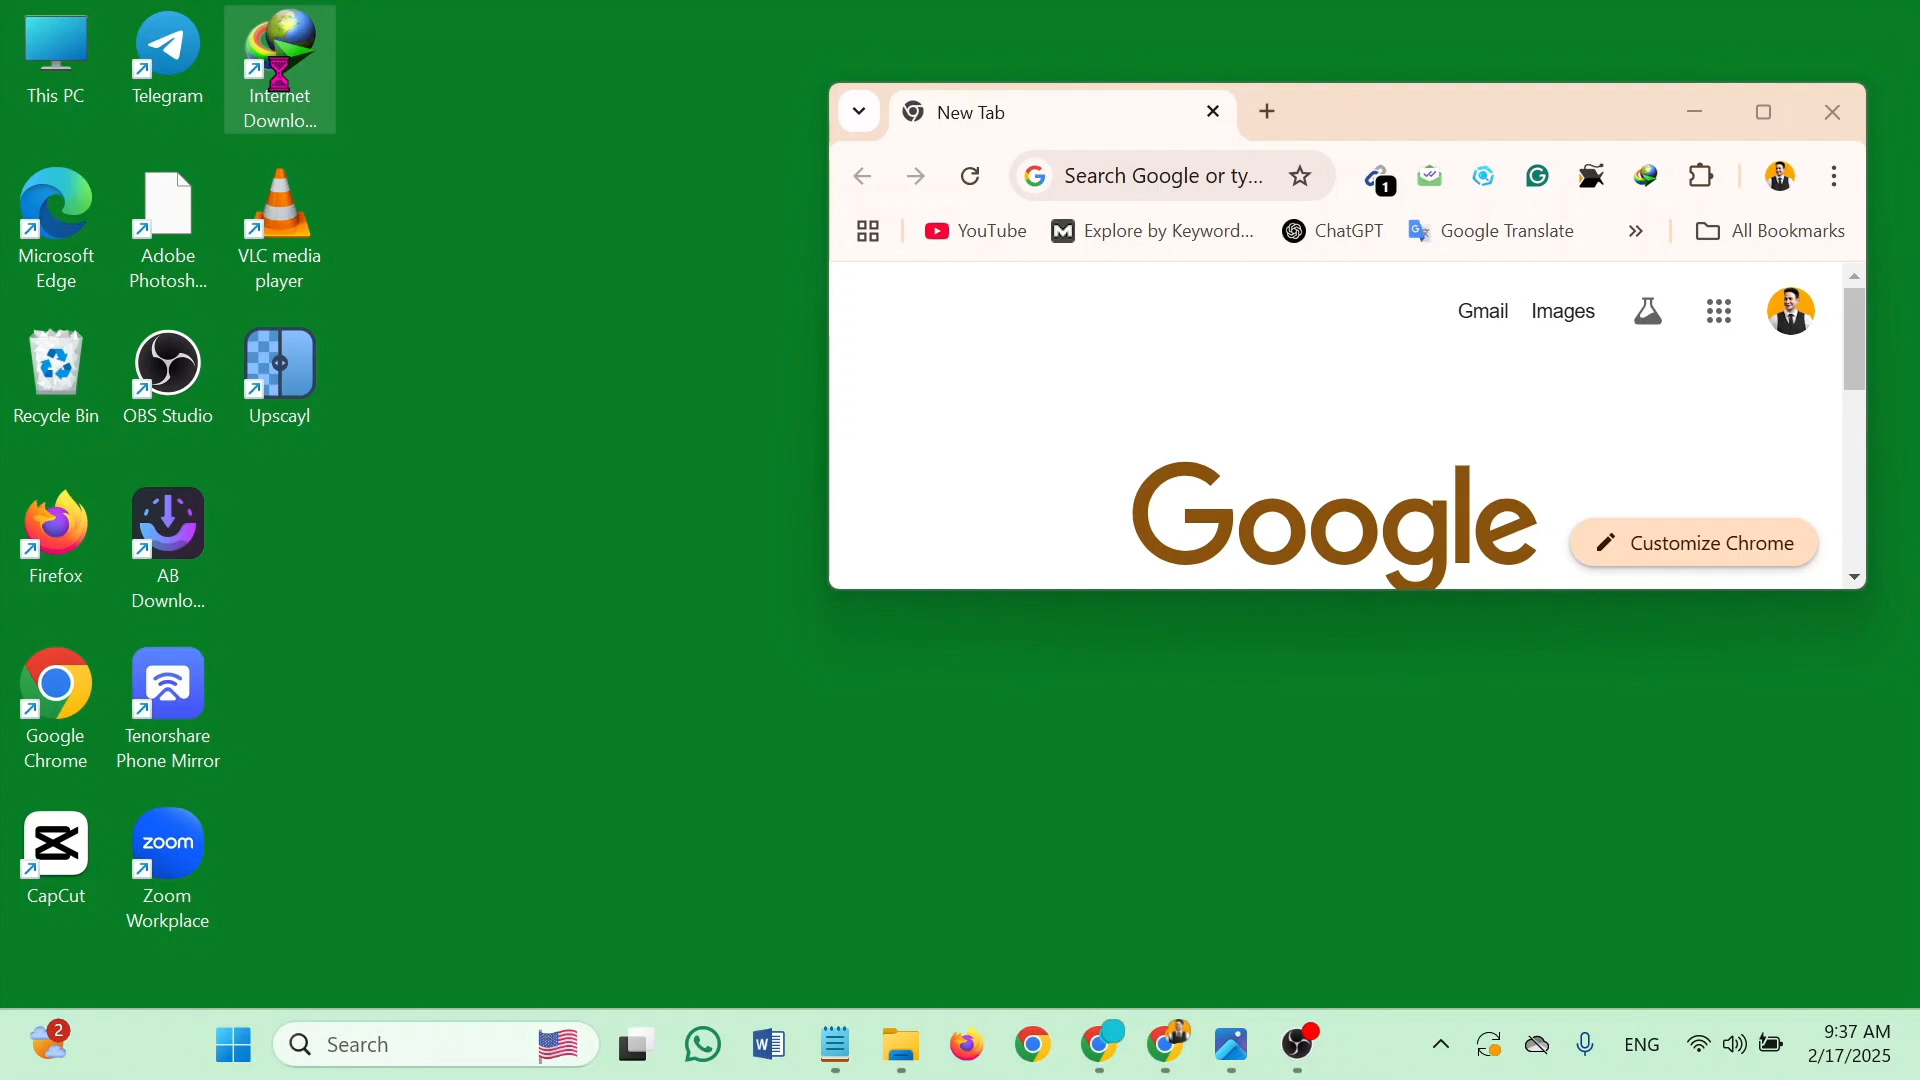 This PC
Telegram
Internet
Downlo...
Microsoft
Edge
Adobe
Photosh...
VLC media
player
Recycle Bin
OBS Studio
Upscayl
Firefox
AB
Downlo...
Google
Chrome
Tenorshare
Phone Mirror
CapCut
zoom
Zoom
Workplace
New Tab
Search Google or ty...
1
YouTube
Explore by Keyword...
ChatGPT
Google Translate
All Bookmarks
Gmail
Images
Google
Customize Chrome
2
Search
ENG
9:37 AM
2/17/2025